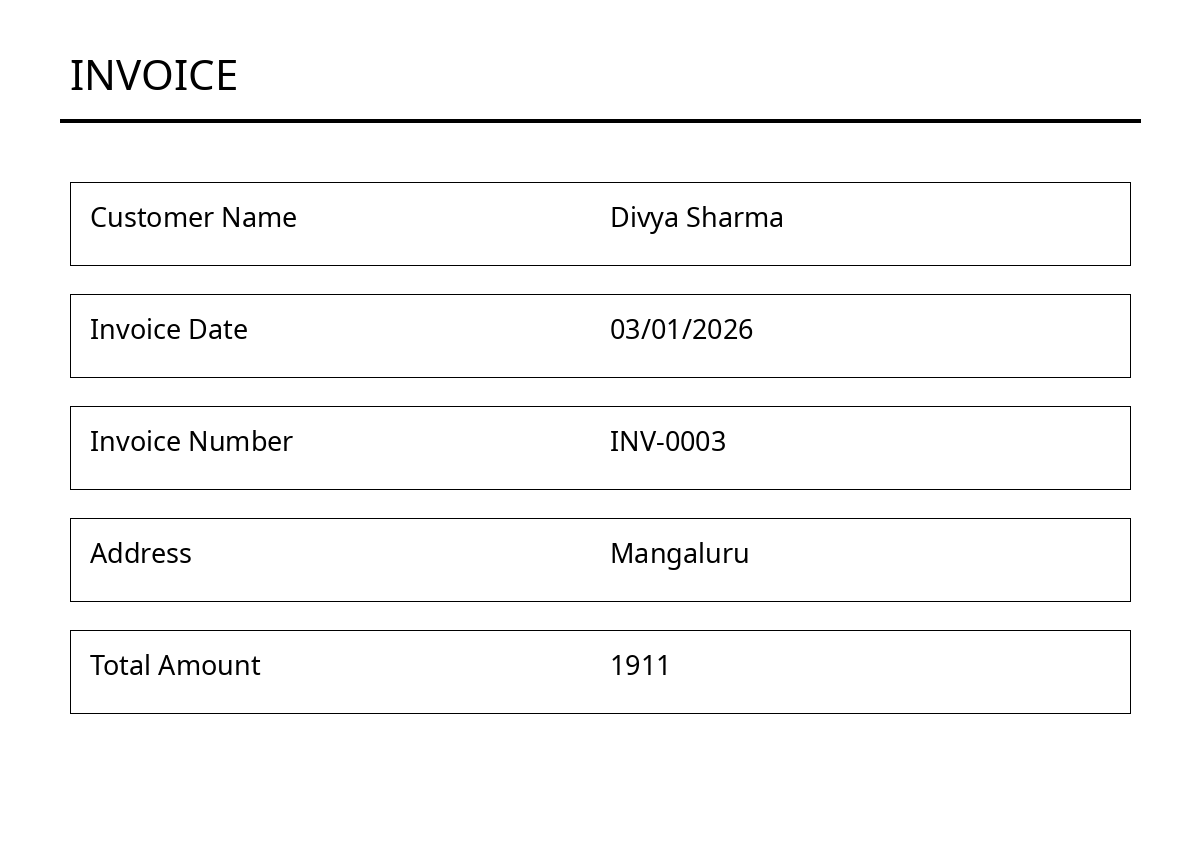 INVOICE
Customer Name Divya Sharma
Invoice Date 03/01/2026
Invoice Number INV-0003
Address Mangaluru
Total Amount 1911